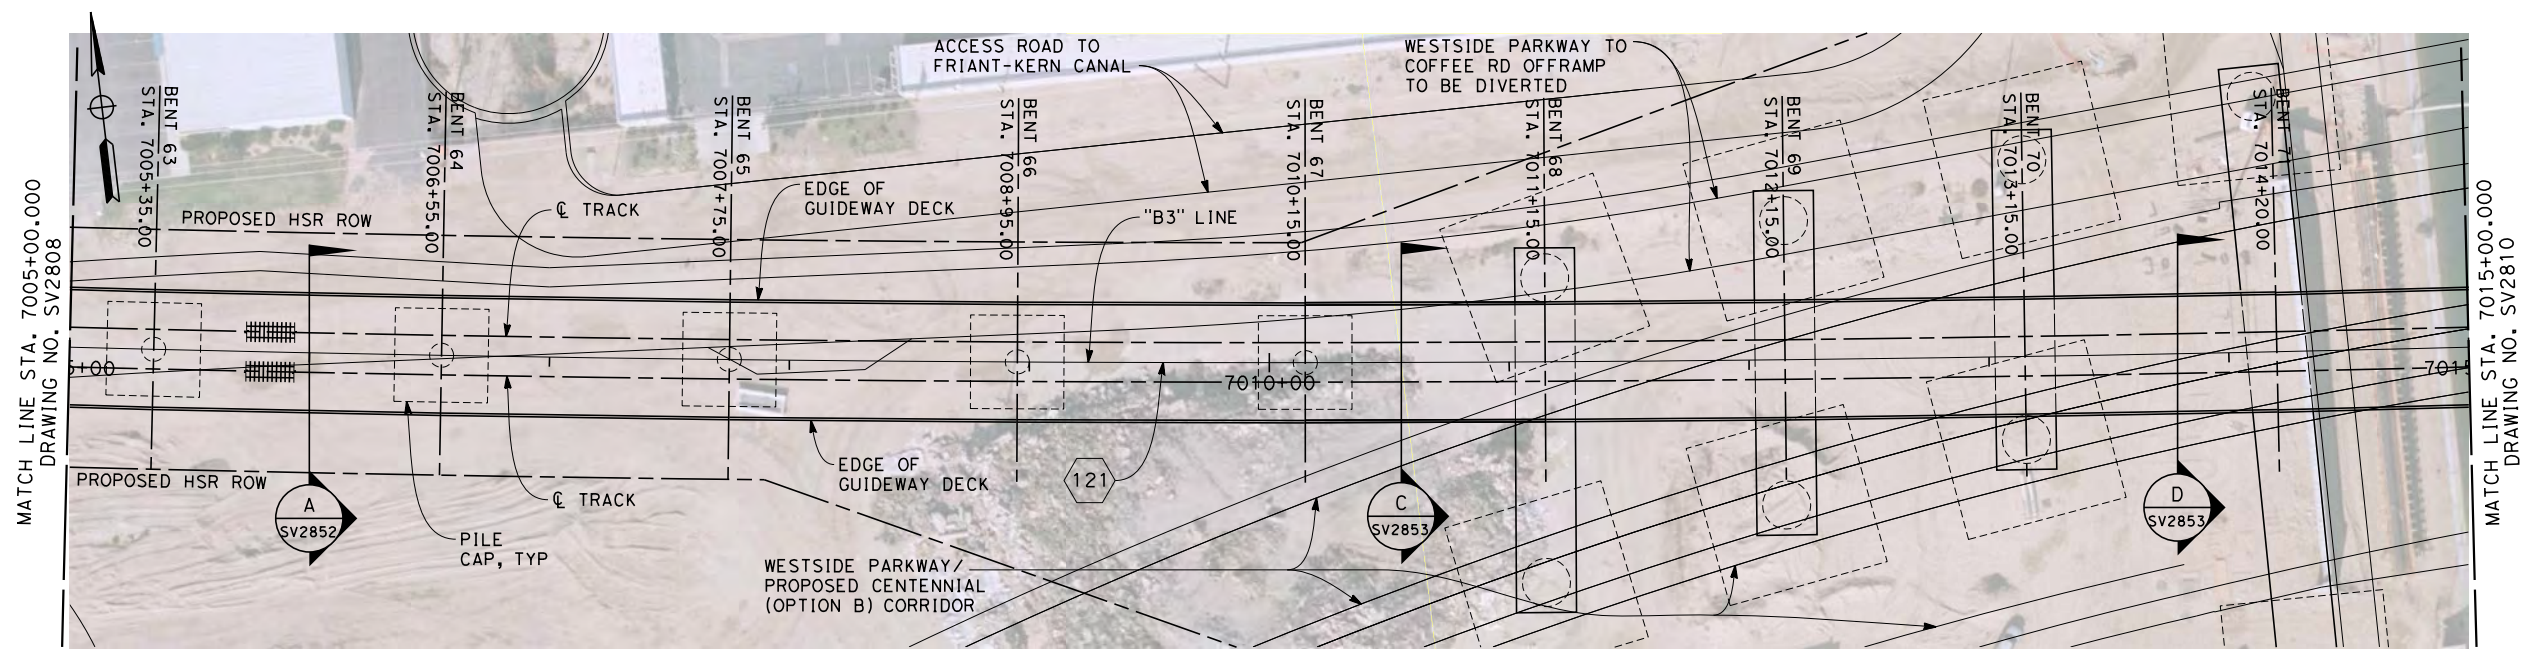 MATCH LINE STA. 7005+00.000
DRAWING NO. SV2808
BENT 63
STA. 7005+35.00
BENT 64
STA. 7006+55.00
BENT 65
STA. 7007+75.00
BENT 66
STA. 7008+95.00
BENT 67
STA. 7010+15.00
BENT 68
STA. 7011+15.00
BENT 69
STA. 7012+15.00
BENT 70
STA. 7013+15.00
BENT
STA. 7014+20.00
ACCESS ROAD TO
FRIANT-KERN CANAL
WESTSIDE PARKWAY TO
COFFEE RD OFFRAMP
TO BE DIVERTED
PROPOSED HSR ROW
℄ TRACK
EDGE OF
GUIDEWAY DECK
"B3" LINE
5+00
7010+00
7015
PROPOSED HSR ROW
A
SV2852
PILE
CAP, TYP
℄ TRACK
EDGE OF
GUIDEWAY DECK
121
WESTSIDE PARKWAY/
PROPOSED CENTENNIAL
(OPTION B) CORRIDOR
C
SV2853
D
SV2853
MATCH LINE STA. 7015+00.000
DRAWING NO. SV2810